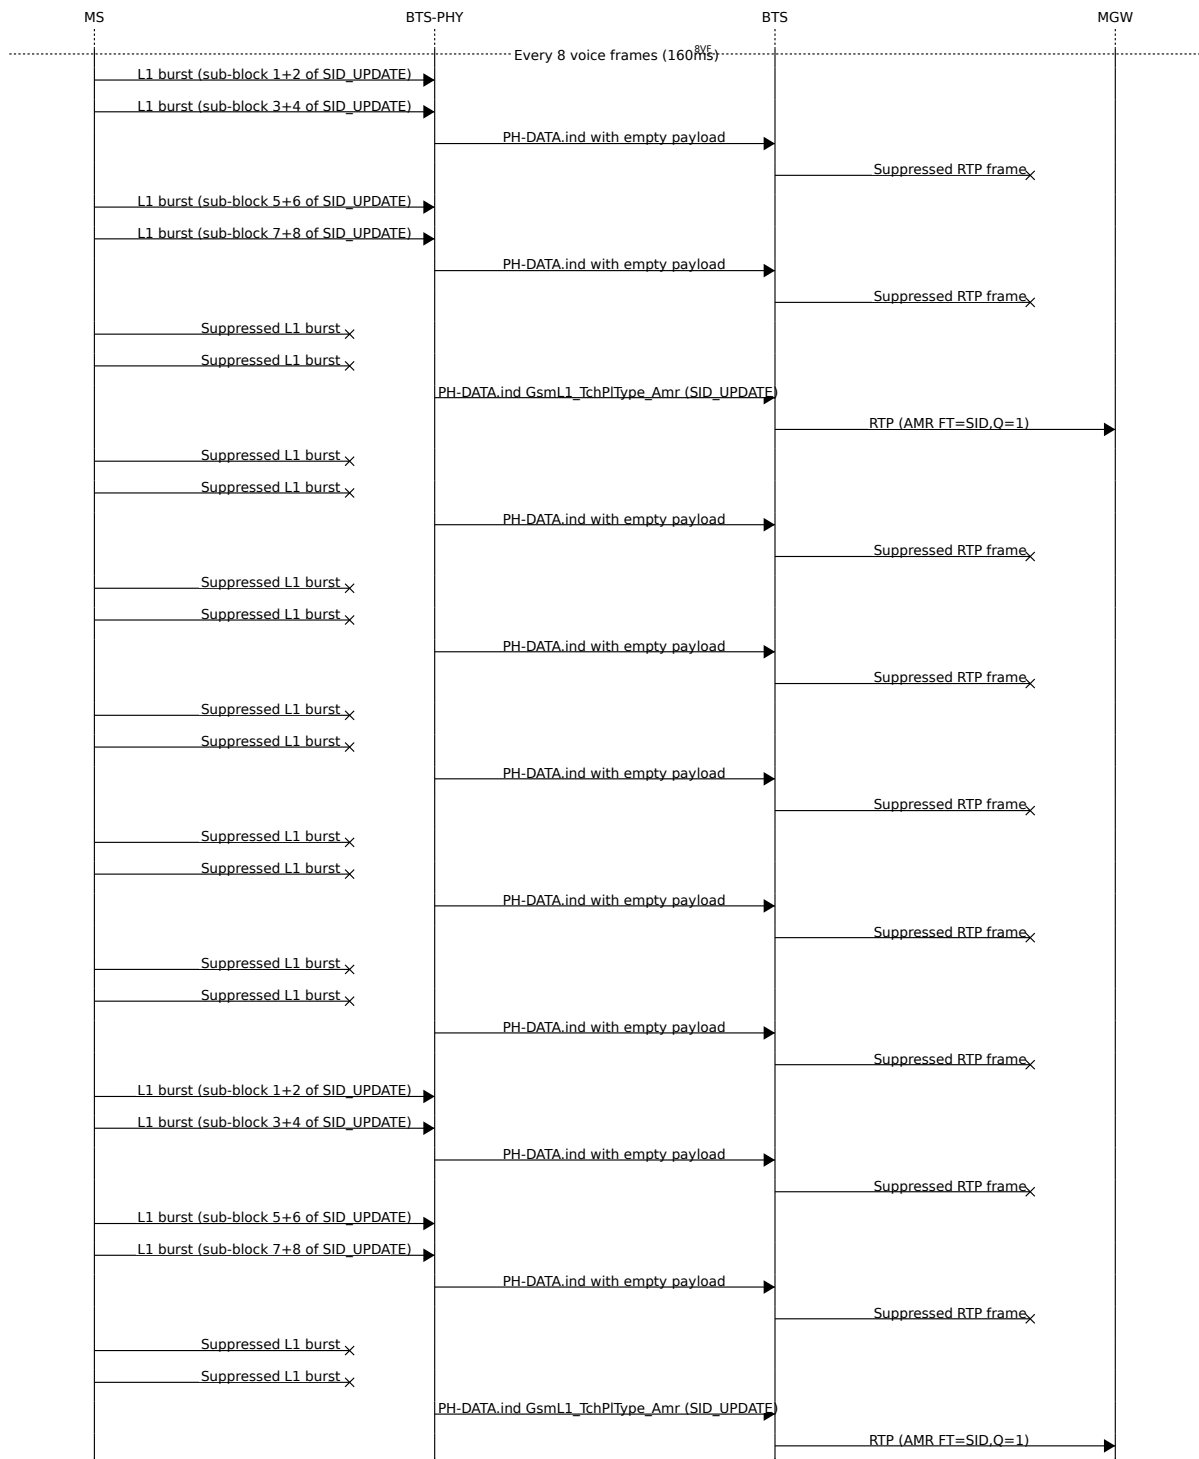 MS BTS-PHY BTS MGW
Every 8 voice frames (160ms) 8VF
L1 burst (sub-block 1+2 of SID_UPDATE)
L1 burst (sub-block 3+4 of SID_UPDATE)
PH-DATA.ind with empty payload
Suppressed RTP frame
L1 burst (sub-block 5+6 of SID_UPDATE)
L1 burst (sub-block 7+8 of SID_UPDATE)
PH-DATA.ind with empty payload
Suppressed RTP frame
Suppressed L1 burst
Suppressed L1 burst
PH-DATA.ind GsmL1_TchPlType_Amr (SID_UPDATE)
RTP (AMR FT=SID,Q=1)
Suppressed L1 burst
Suppressed L1 burst
PH-DATA.ind with empty payload
Suppressed RTP frame
Suppressed L1 burst
Suppressed L1 burst
PH-DATA.ind with empty payload
Suppressed RTP frame
Suppressed L1 burst
Suppressed L1 burst
PH-DATA.ind with empty payload
Suppressed RTP frame
Suppressed L1 burst
Suppressed L1 burst
PH-DATA.ind with empty payload
Suppressed RTP frame
Suppressed L1 burst
Suppressed L1 burst
PH-DATA.ind with empty payload
Suppressed RTP frame
L1 burst (sub-block 1+2 of SID_UPDATE)
L1 burst (sub-block 3+4 of SID_UPDATE)
PH-DATA.ind with empty payload
Suppressed RTP frame
L1 burst (sub-block 5+6 of SID_UPDATE)
L1 burst (sub-block 7+8 of SID_UPDATE)
PH-DATA.ind with empty payload
Suppressed RTP frame
Suppressed L1 burst
Suppressed L1 burst
PH-DATA.ind GsmL1_TchPlType_Amr (SID_UPDATE)
RTP (AMR FT=SID,Q=1)